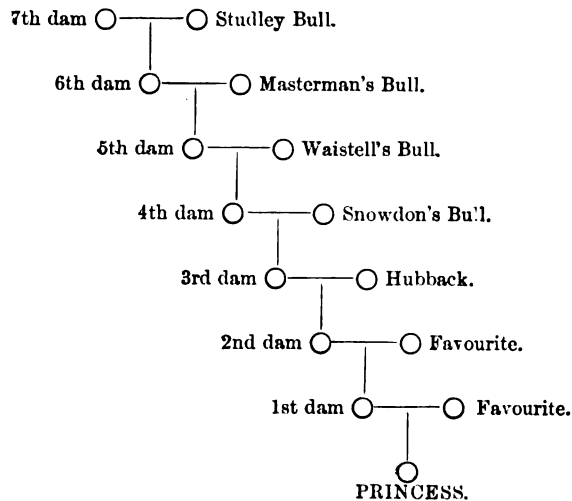 7th dam Studley Bull.
6th dam Masterman's Bull.
5th dam Waistell's Bull.
4th dam Snowdon's Bull.
3rd dam Hubback.
2nd dam Favourite.
1st dam Favourite.
PRINCESS.